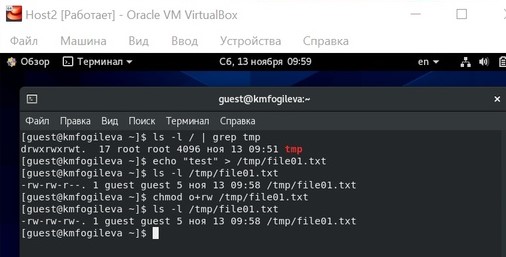 Host2 [Работает] - Oracle VM VirtualBox
Файл Машина Вид Ввод Устройства Справка
Обзор Терминал Сб, 13 ноября 09:59 en
guest@kmfogileva:~
Файл Правка Вид Поиск Терминал Справка
[guest@kmfogileva:~]$ ls -l / | grep tmp
drwxrwxrwt. 17 root root 4096 ноя 13 09:51 tmp
[guest@kmfogileva:~]$ echo "test" > /tmp/file01.txt
[guest@kmfogileva:~]$ ls -l /tmp/file01.txt
-rw-rw-r--. 1 guest guest 5 ноя 13 09:58 /tmp/file01.txt
[guest@kmfogileva:~]$ chmod o+rw /tmp/file01.txt
[guest@kmfogileva:~]$ ls -l /tmp/file01.txt
-rw-rw-rw-. 1 guest guest 5 ноя 13 09:58 /tmp/file01.txt
[guest@kmfogileva:~]$